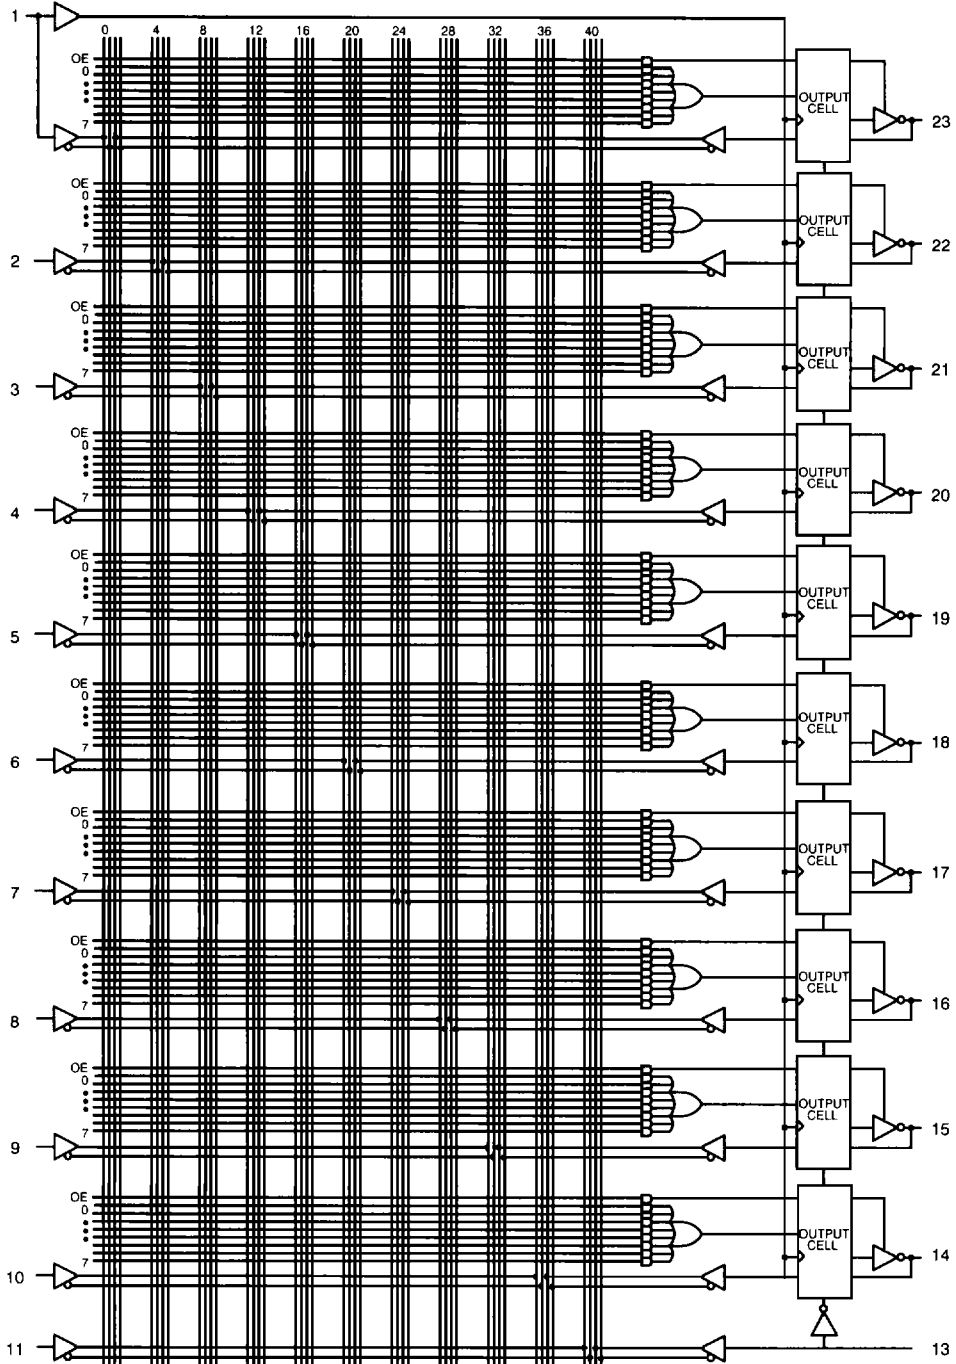 1
0 4 8 12 16 20 24 28 32 36 40
OE
0
7
OUTPUT
CELL
23
OE
0
7
OUTPUT
CELL
2
22
OE
0
7
OUTPUT
CELL
3
21
OE
0
7
OUTPUT
CELL
4
20
OE
0
7
OUTPUT
CELL
5
19
OE
0
7
OUTPUT
CELL
6
18
OE
0
7
OUTPUT
CELL
7
17
OE
0
7
OUTPUT
CELL
8
16
OE
0
7
OUTPUT
CELL
9
15
OE
0
7
OUTPUT
CELL
10
14
11
13